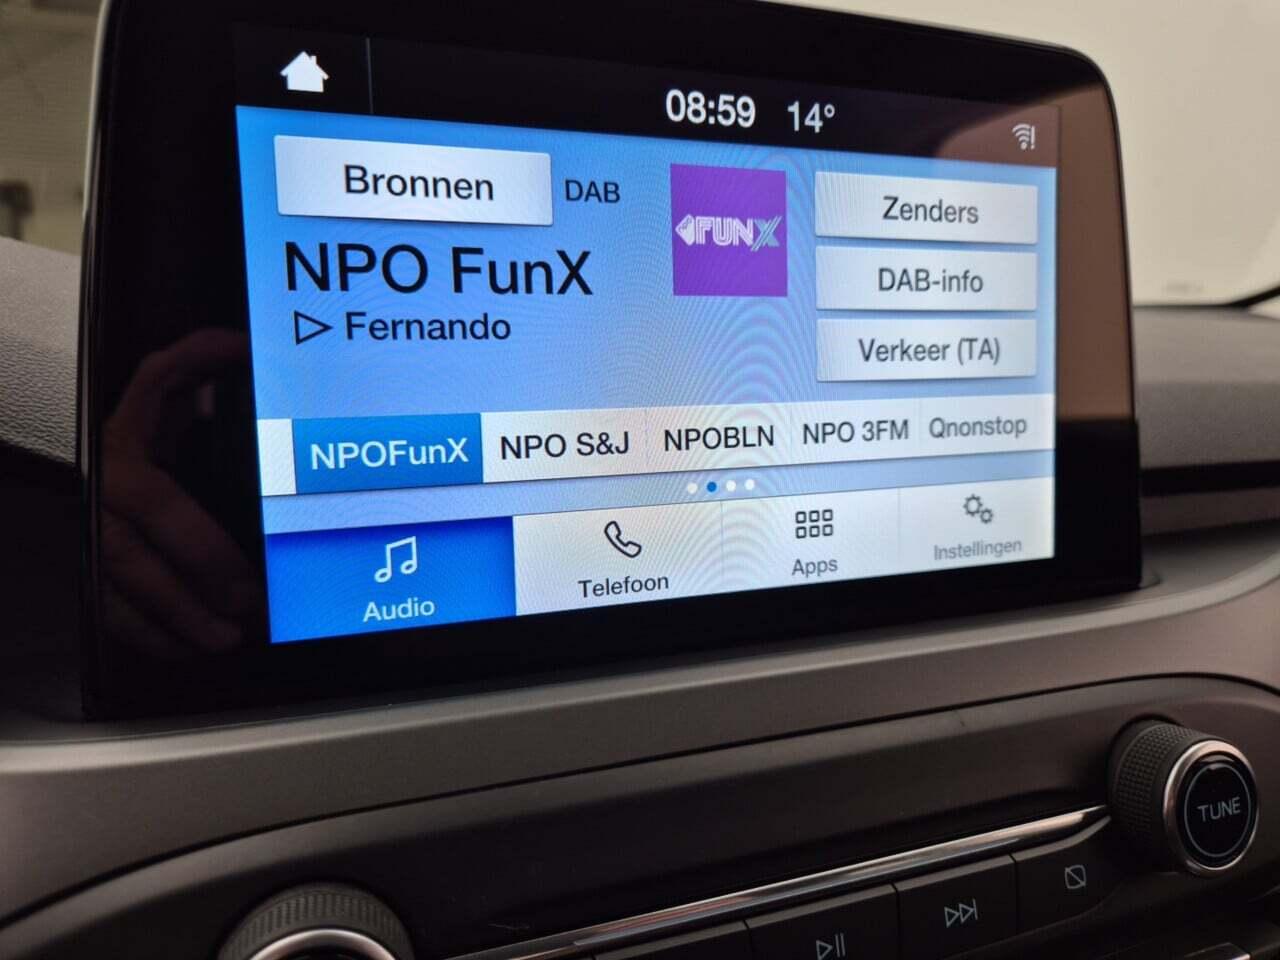 08:59 14°
Bronnen DAB
FUNX
Zenders
NPO FunX
DAB-info
Fernando
Verkeer (TA)
NPOFunX NPO S&J NPOBLN NPO 3FM Qnonstop
Audio Telefoon Apps Instellingen
TUNE